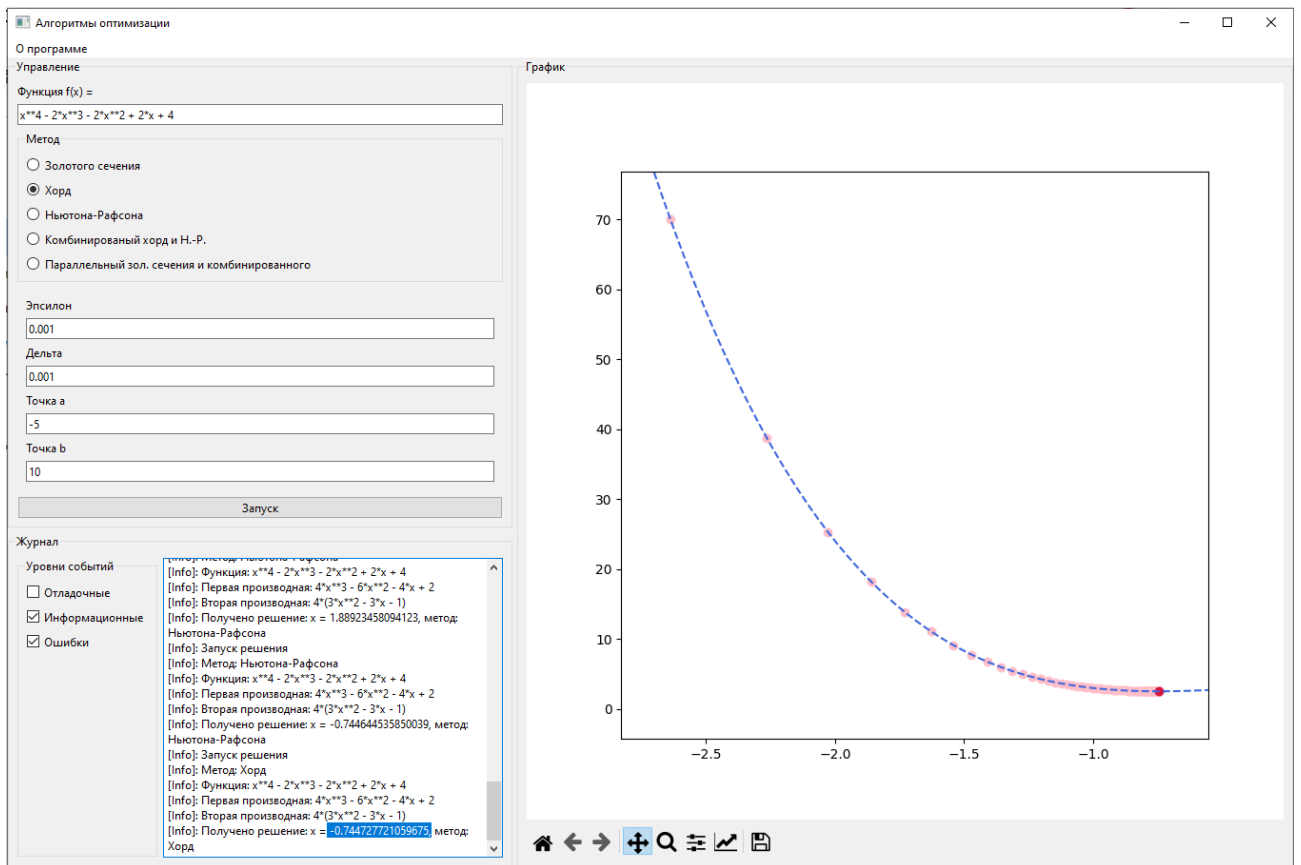 Алгоритмы оптимизации
О программе
Управление
Функция f(x) =
x**4 - 2*x**3 - 2*x**2 + 2*x + 4
Метод
Золотого сечения
Хорд
Ньютона-Рафсона
Комбинированый хорд и Н.-Р.
Параллельный зол. сечения и комбинированного
Эпсилон
0.001
Дельта
0.001
Точка a
-5
Точка b
10
Запуск
Журнал
Уровни событий
Отладочные
Информационные
Ошибки
[Info]: Метод: Ньютона-Рафсона
[Info]: Функция: x**4 - 2*x**3 - 2*x**2 + 2*x + 4
[Info]: Первая производная: 4*x**3 - 6*x**2 - 4*x + 2
[Info]: Вторая производная: 4*(3*x**2 - 3*x - 1)
[Info]: Получено решение: x = 1.88923458094123, метод:
Ньютона-Рафсона
[Info]: Запуск решения
[Info]: Метод: Ньютона-Рафсона
[Info]: Функция: x**4 - 2*x**3 - 2*x**2 + 2*x + 4
[Info]: Первая производная: 4*x**3 - 6*x**2 - 4*x + 2
[Info]: Вторая производная: 4*(3*x**2 - 3*x - 1)
[Info]: Получено решение: x = -0.744644535850039, метод:
Ньютона-Рафсона
[Info]: Запуск решения
[Info]: Метод: Хорд
[Info]: Функция: x**4 - 2*x**3 - 2*x**2 + 2*x + 4
[Info]: Первая производная: 4*x**3 - 6*x**2 - 4*x + 2
[Info]: Вторая производная: 4*(3*x**2 - 3*x - 1)
[Info]: Получено решение: x = -0.744727721059675, метод:
Хорд
График
70
60
50
40
30
20
10
0
−2.5 −2.0 −1.5 −1.0